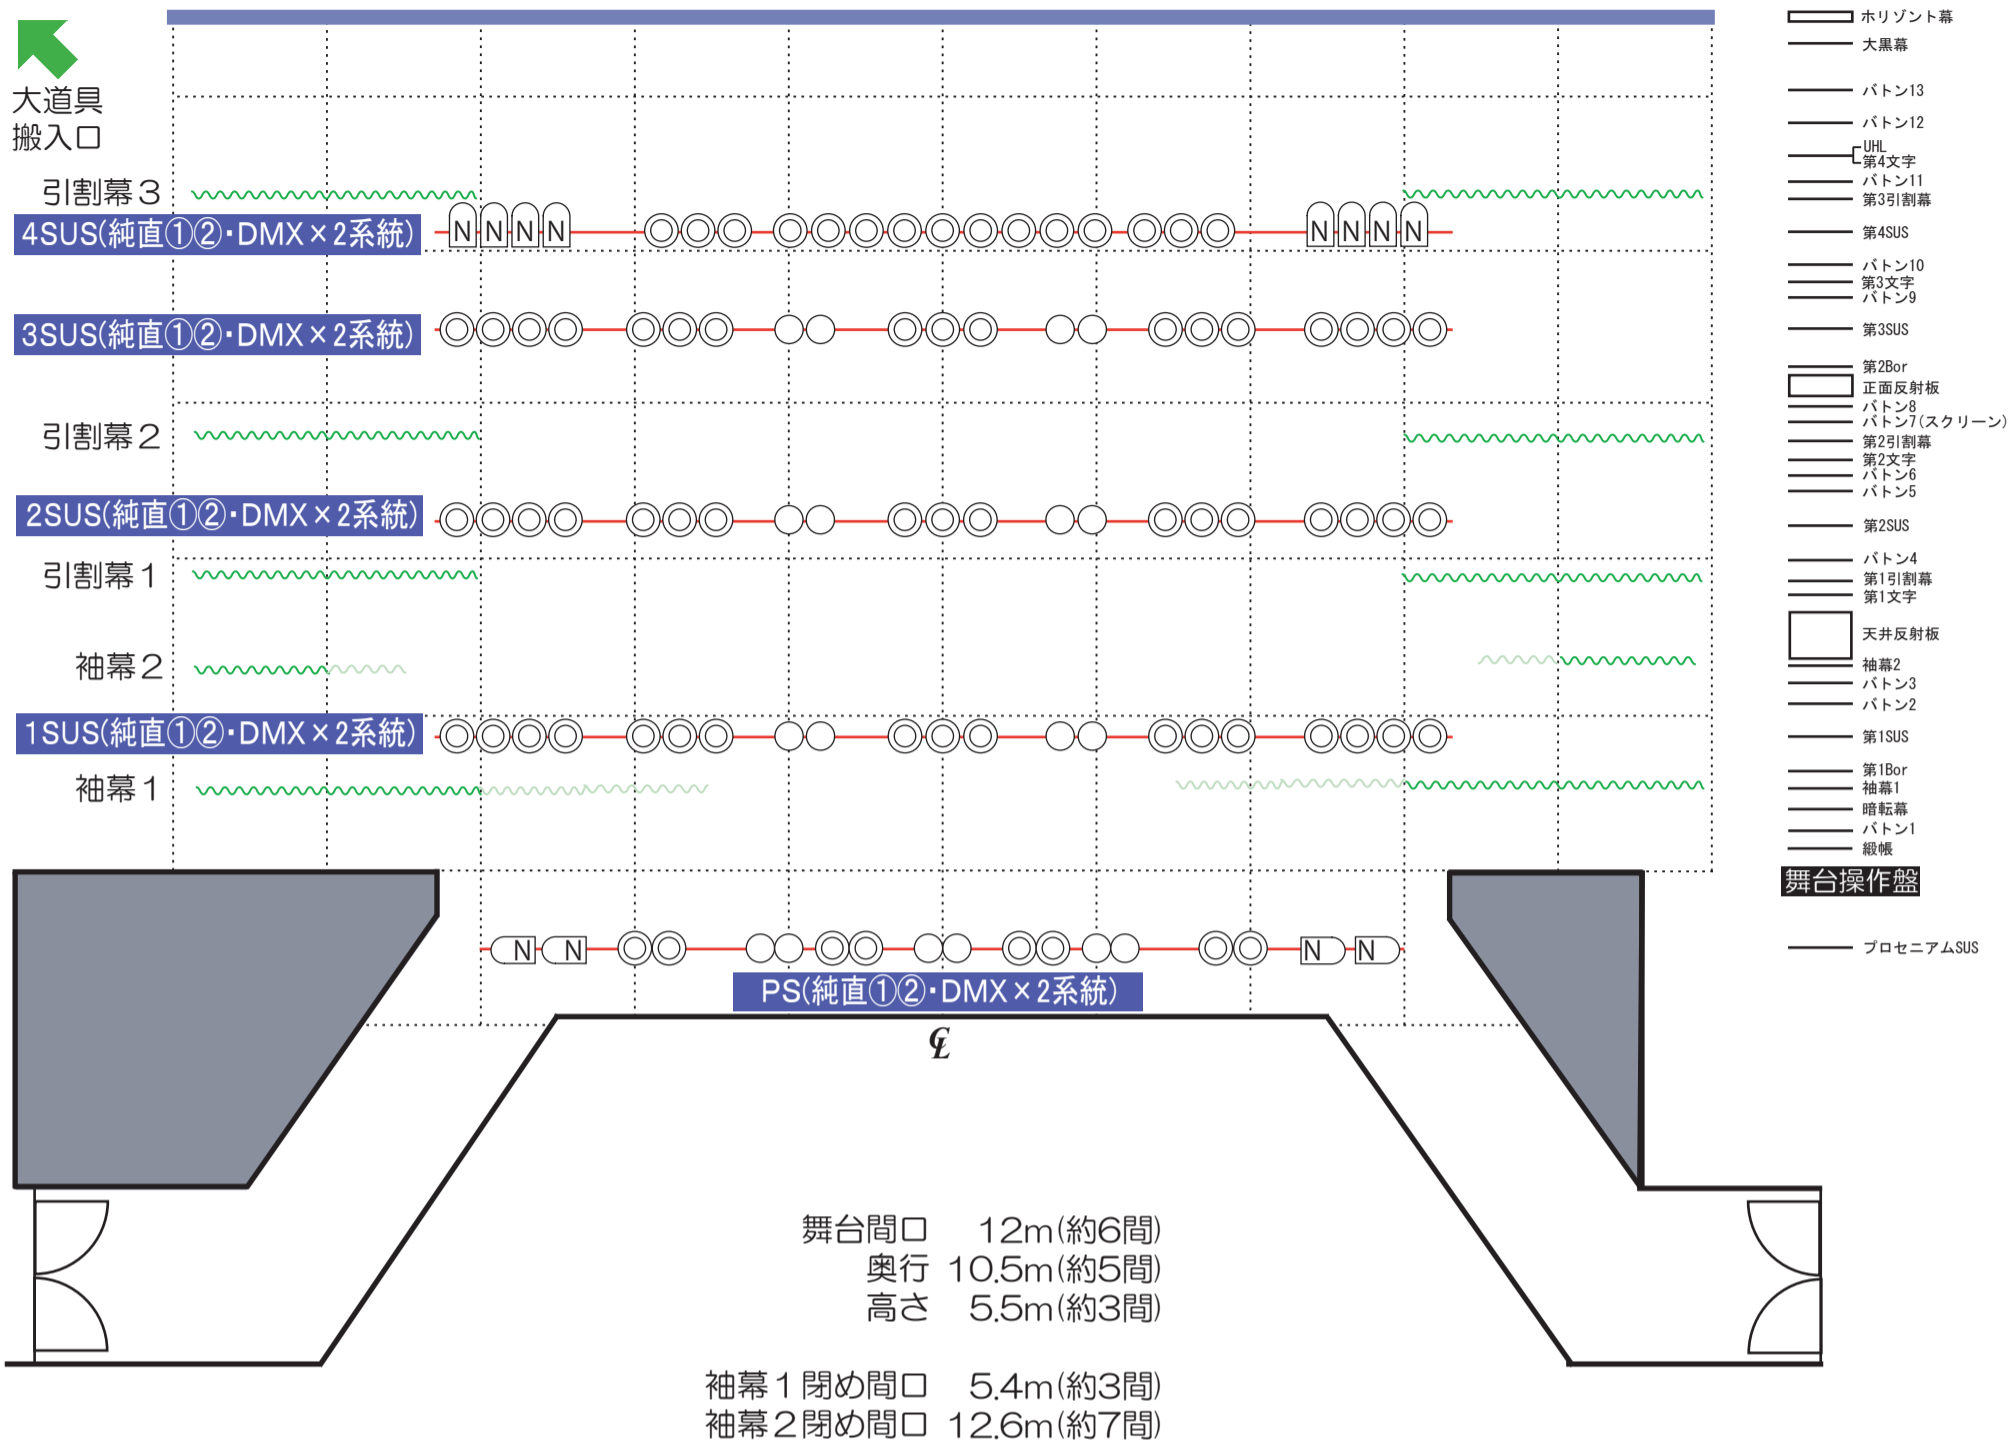 大道具
搬入口
引割幕3
4SUS(純直①②・DMX×2系統)
N N N N
N N N N
3SUS(純直①②・DMX×2系統)
引割幕2
2SUS(純直①②・DMX×2系統)
引割幕1
袖幕2
1SUS(純直①②・DMX×2系統)
袖幕1
N N
N N
PS(純直①②・DMX×2系統)
℄
舞台間口 12m(約6間)
奥行 10.5m(約5間)
高さ 5.5m(約3間)
袖幕1閉め間口 5.4m(約3間)
袖幕2閉め間口 12.6m(約7間)
ホリゾント幕
大黒幕
バトン13
バトン12
UHL
第4文字
バトン11
第3引割幕
第4SUS
バトン10
第3文字
バトン9
第3SUS
第2Bor
正面反射板
バトン8
バトン7(スクリーン)
第2引割幕
第2文字
バトン6
バトン5
第2SUS
バトン4
第1引割幕
第1文字
天井反射板
袖幕2
バトン3
バトン2
第1SUS
第1Bor
袖幕1
暗転幕
バトン1
緞帳
舞台操作盤
プロセニアムSUS